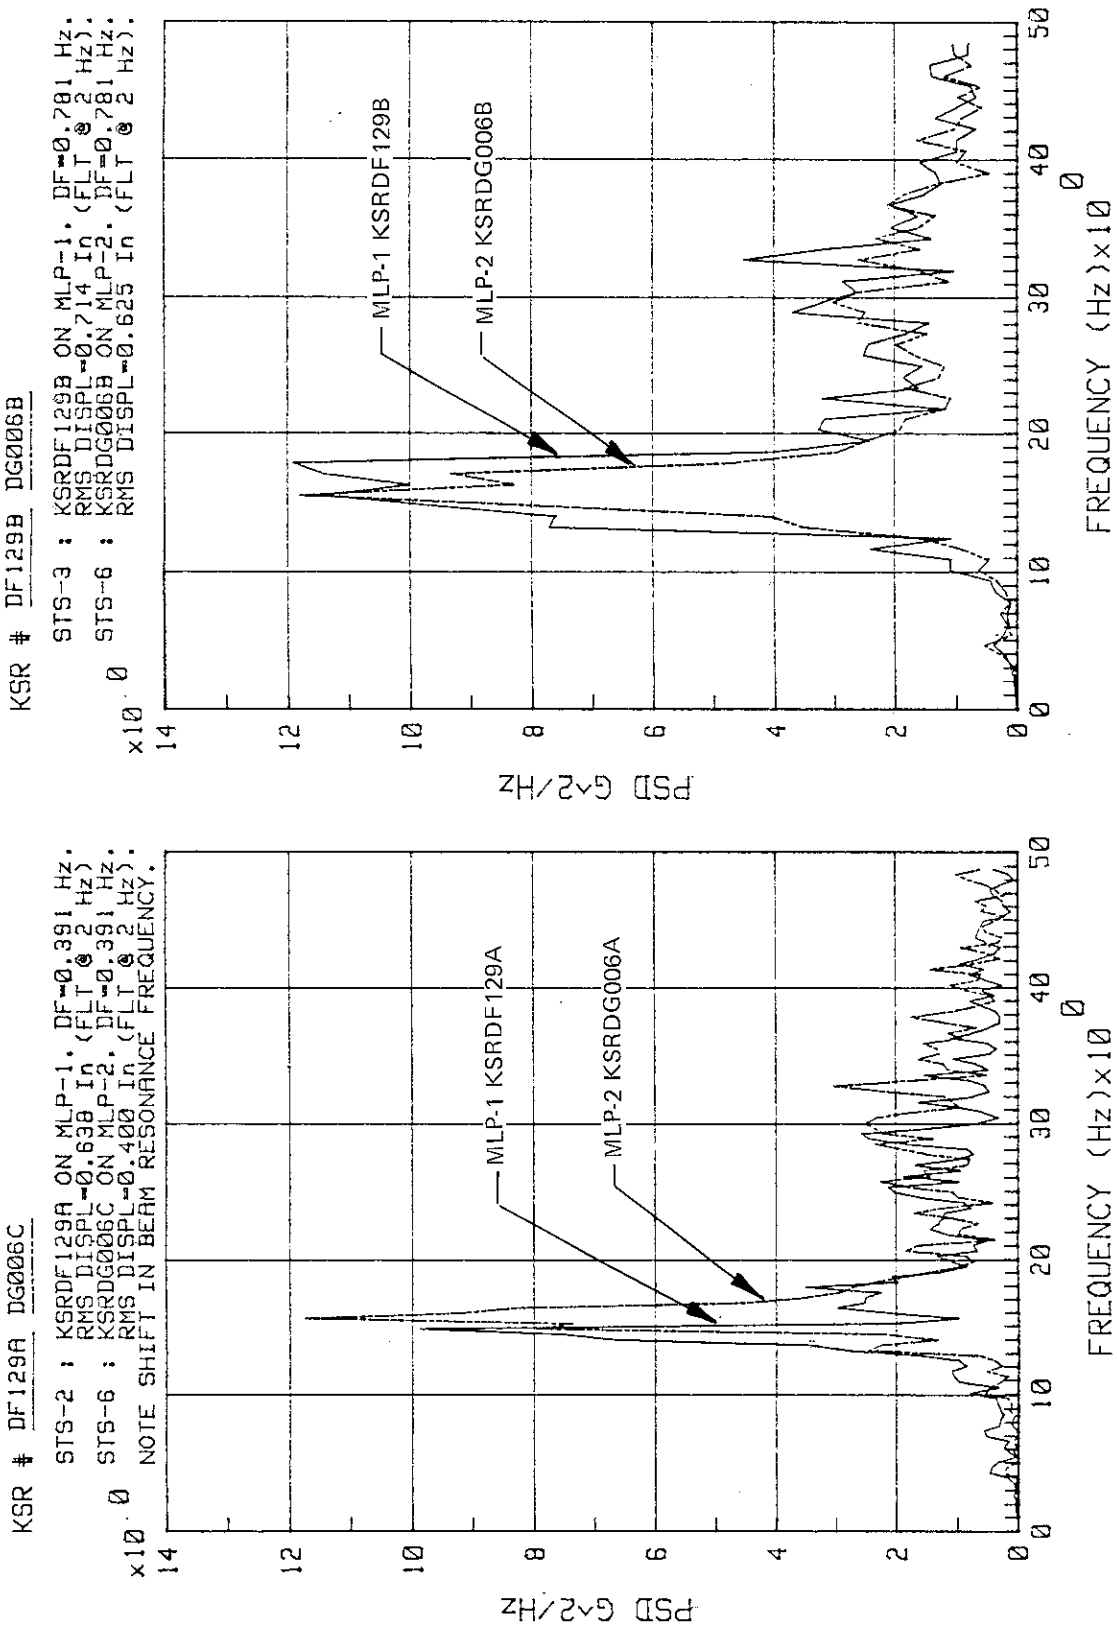 KSR # DF129A DG006C
STS-2 : KSRDF129A ON MLP-1, DF=0.391 Hz.
RMS DISPL=0.638 In (FLT @ 2 Hz)
STS-6 : KSRDG006C ON MLP-2, DF=0.391 Hz.
RMS DISPL=0.400 In (FLT @ 2 Hz).
NOTE SHIFT IN BEAM RESONANCE FREQUENCY.
x10 0
14
12
10
8
6
4
2
0
PSD G^2/Hz
MLP-1 KSRDF129A
MLP-2 KSRDG006A
0 10 20 30 40 50
FREQUENCY (Hz)x10 0
KSR # DF129B DG006B
STS-3 : KSRDF129B ON MLP-1, DF=0.781 Hz
RMS DISPL=0.714 In (FLT @ 2 Hz).
STS-6 : KSRDG006B ON MLP-2, DF=0.781 Hz
RMS DISPL=0.625 In (FLT @ 2 Hz).
x10 0
14
12
10
8
6
4
2
0
PSD G^2/Hz
MLP-1 KSRDF129B
MLP-2 KSRDG006B
0 10 20 30 40 50
FREQUENCY (Hz)x10 0